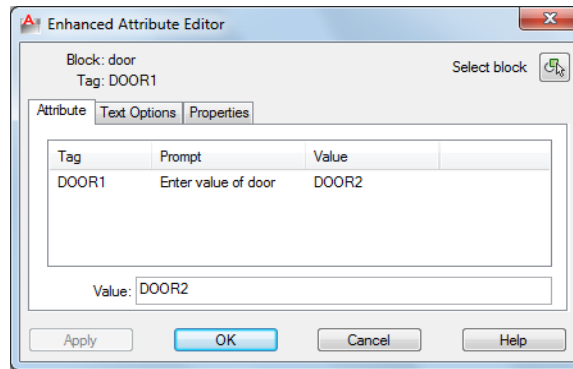 Enhanced Attribute Editor
Block: door
Tag: DOOR1
Select block
Attribute Text Options Properties
Tag Prompt Value
DOOR1 Enter value of door DOOR2
Value: DOOR2
Apply OK Cancel Help